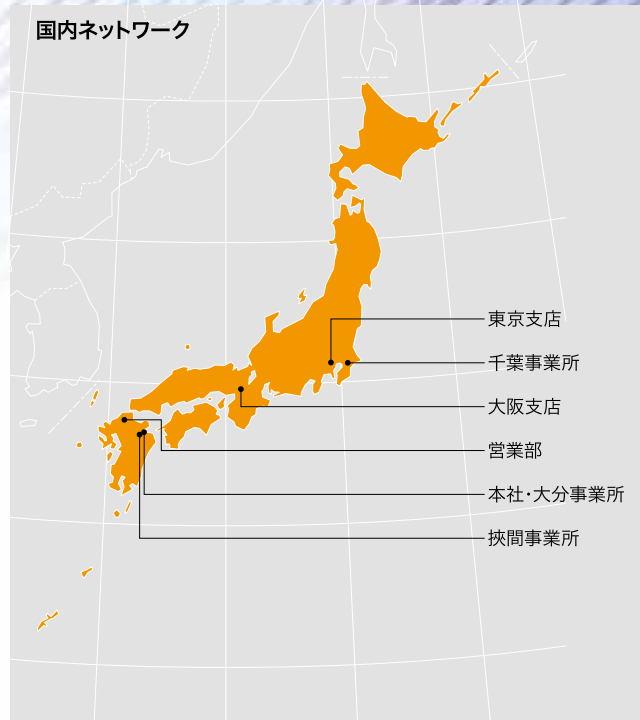 国内ネットワーク
東京支店
千葉事業所
大阪支店
営業部
本社・大分事業所
挾間事業所